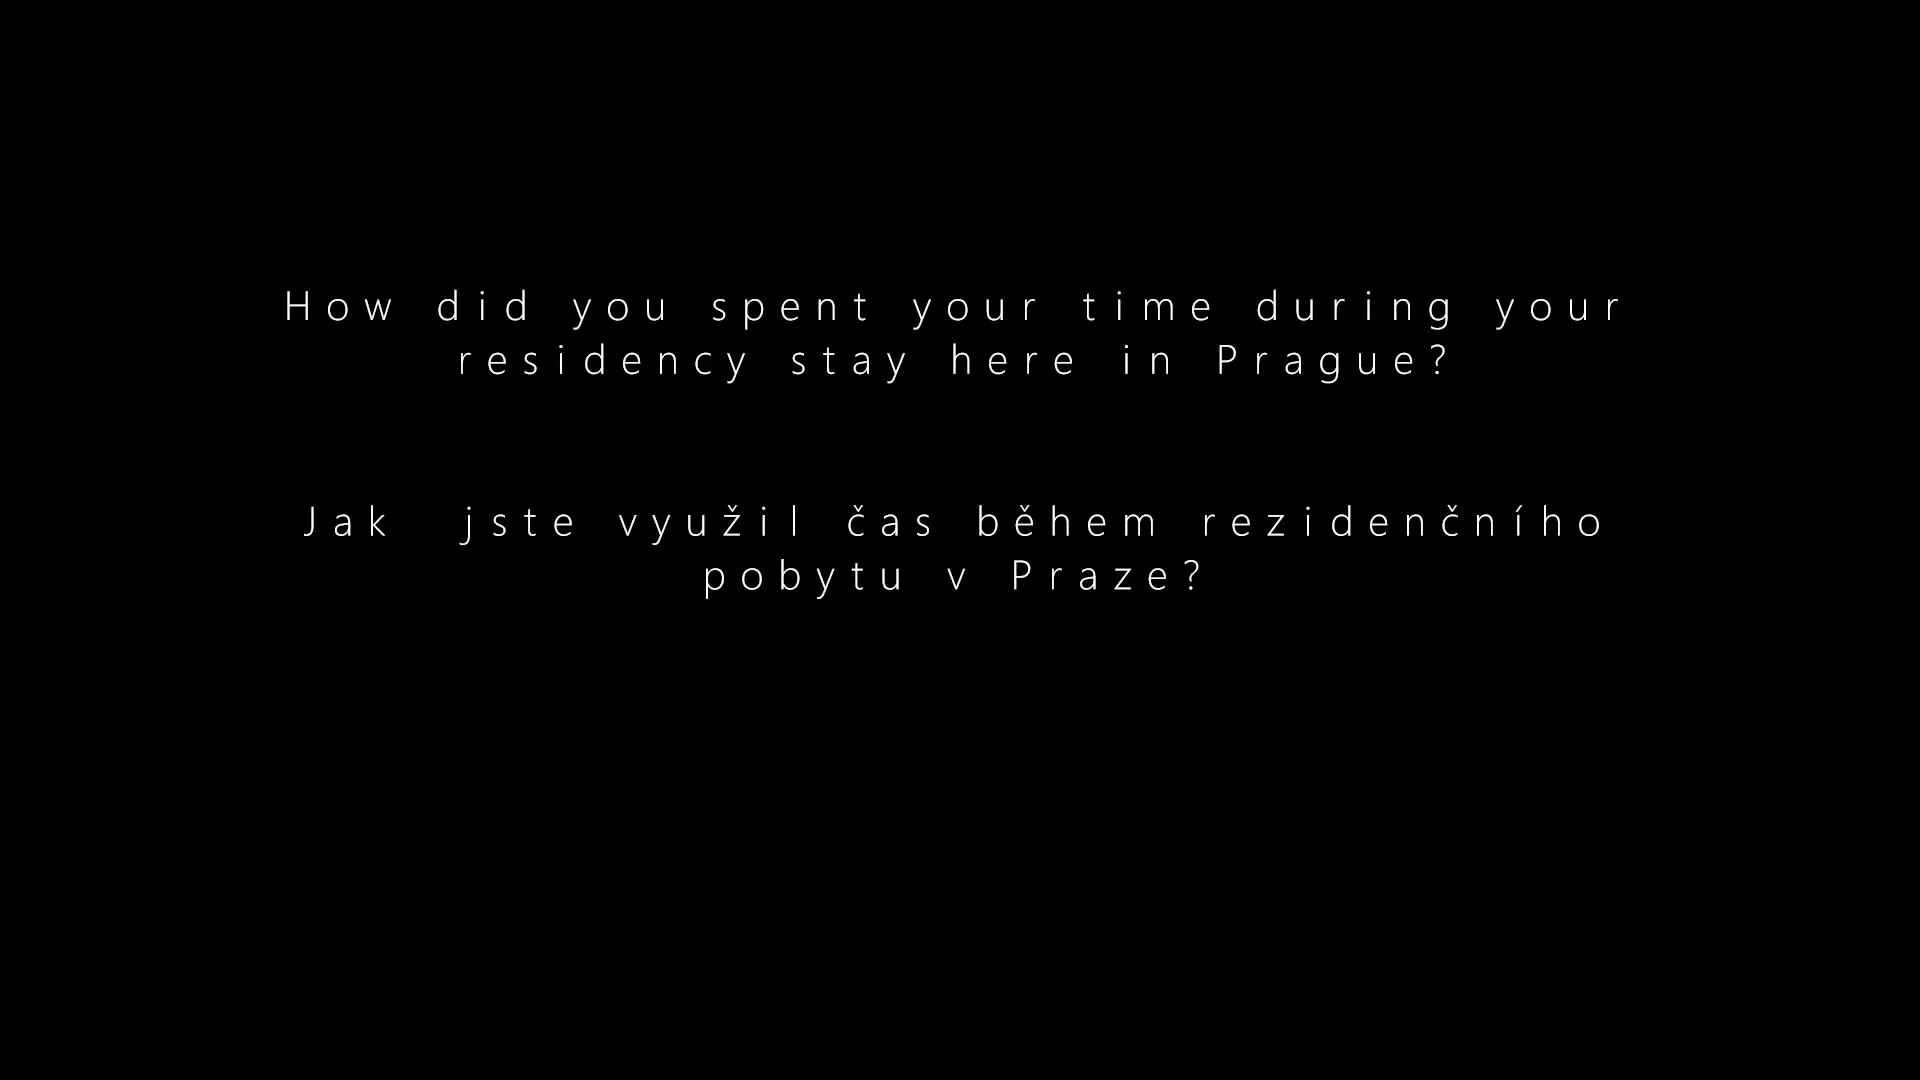 How did you spent your time during your
residency stay here in Prague?
Jak jste využil čas během rezidenčního
pobytu v Praze?